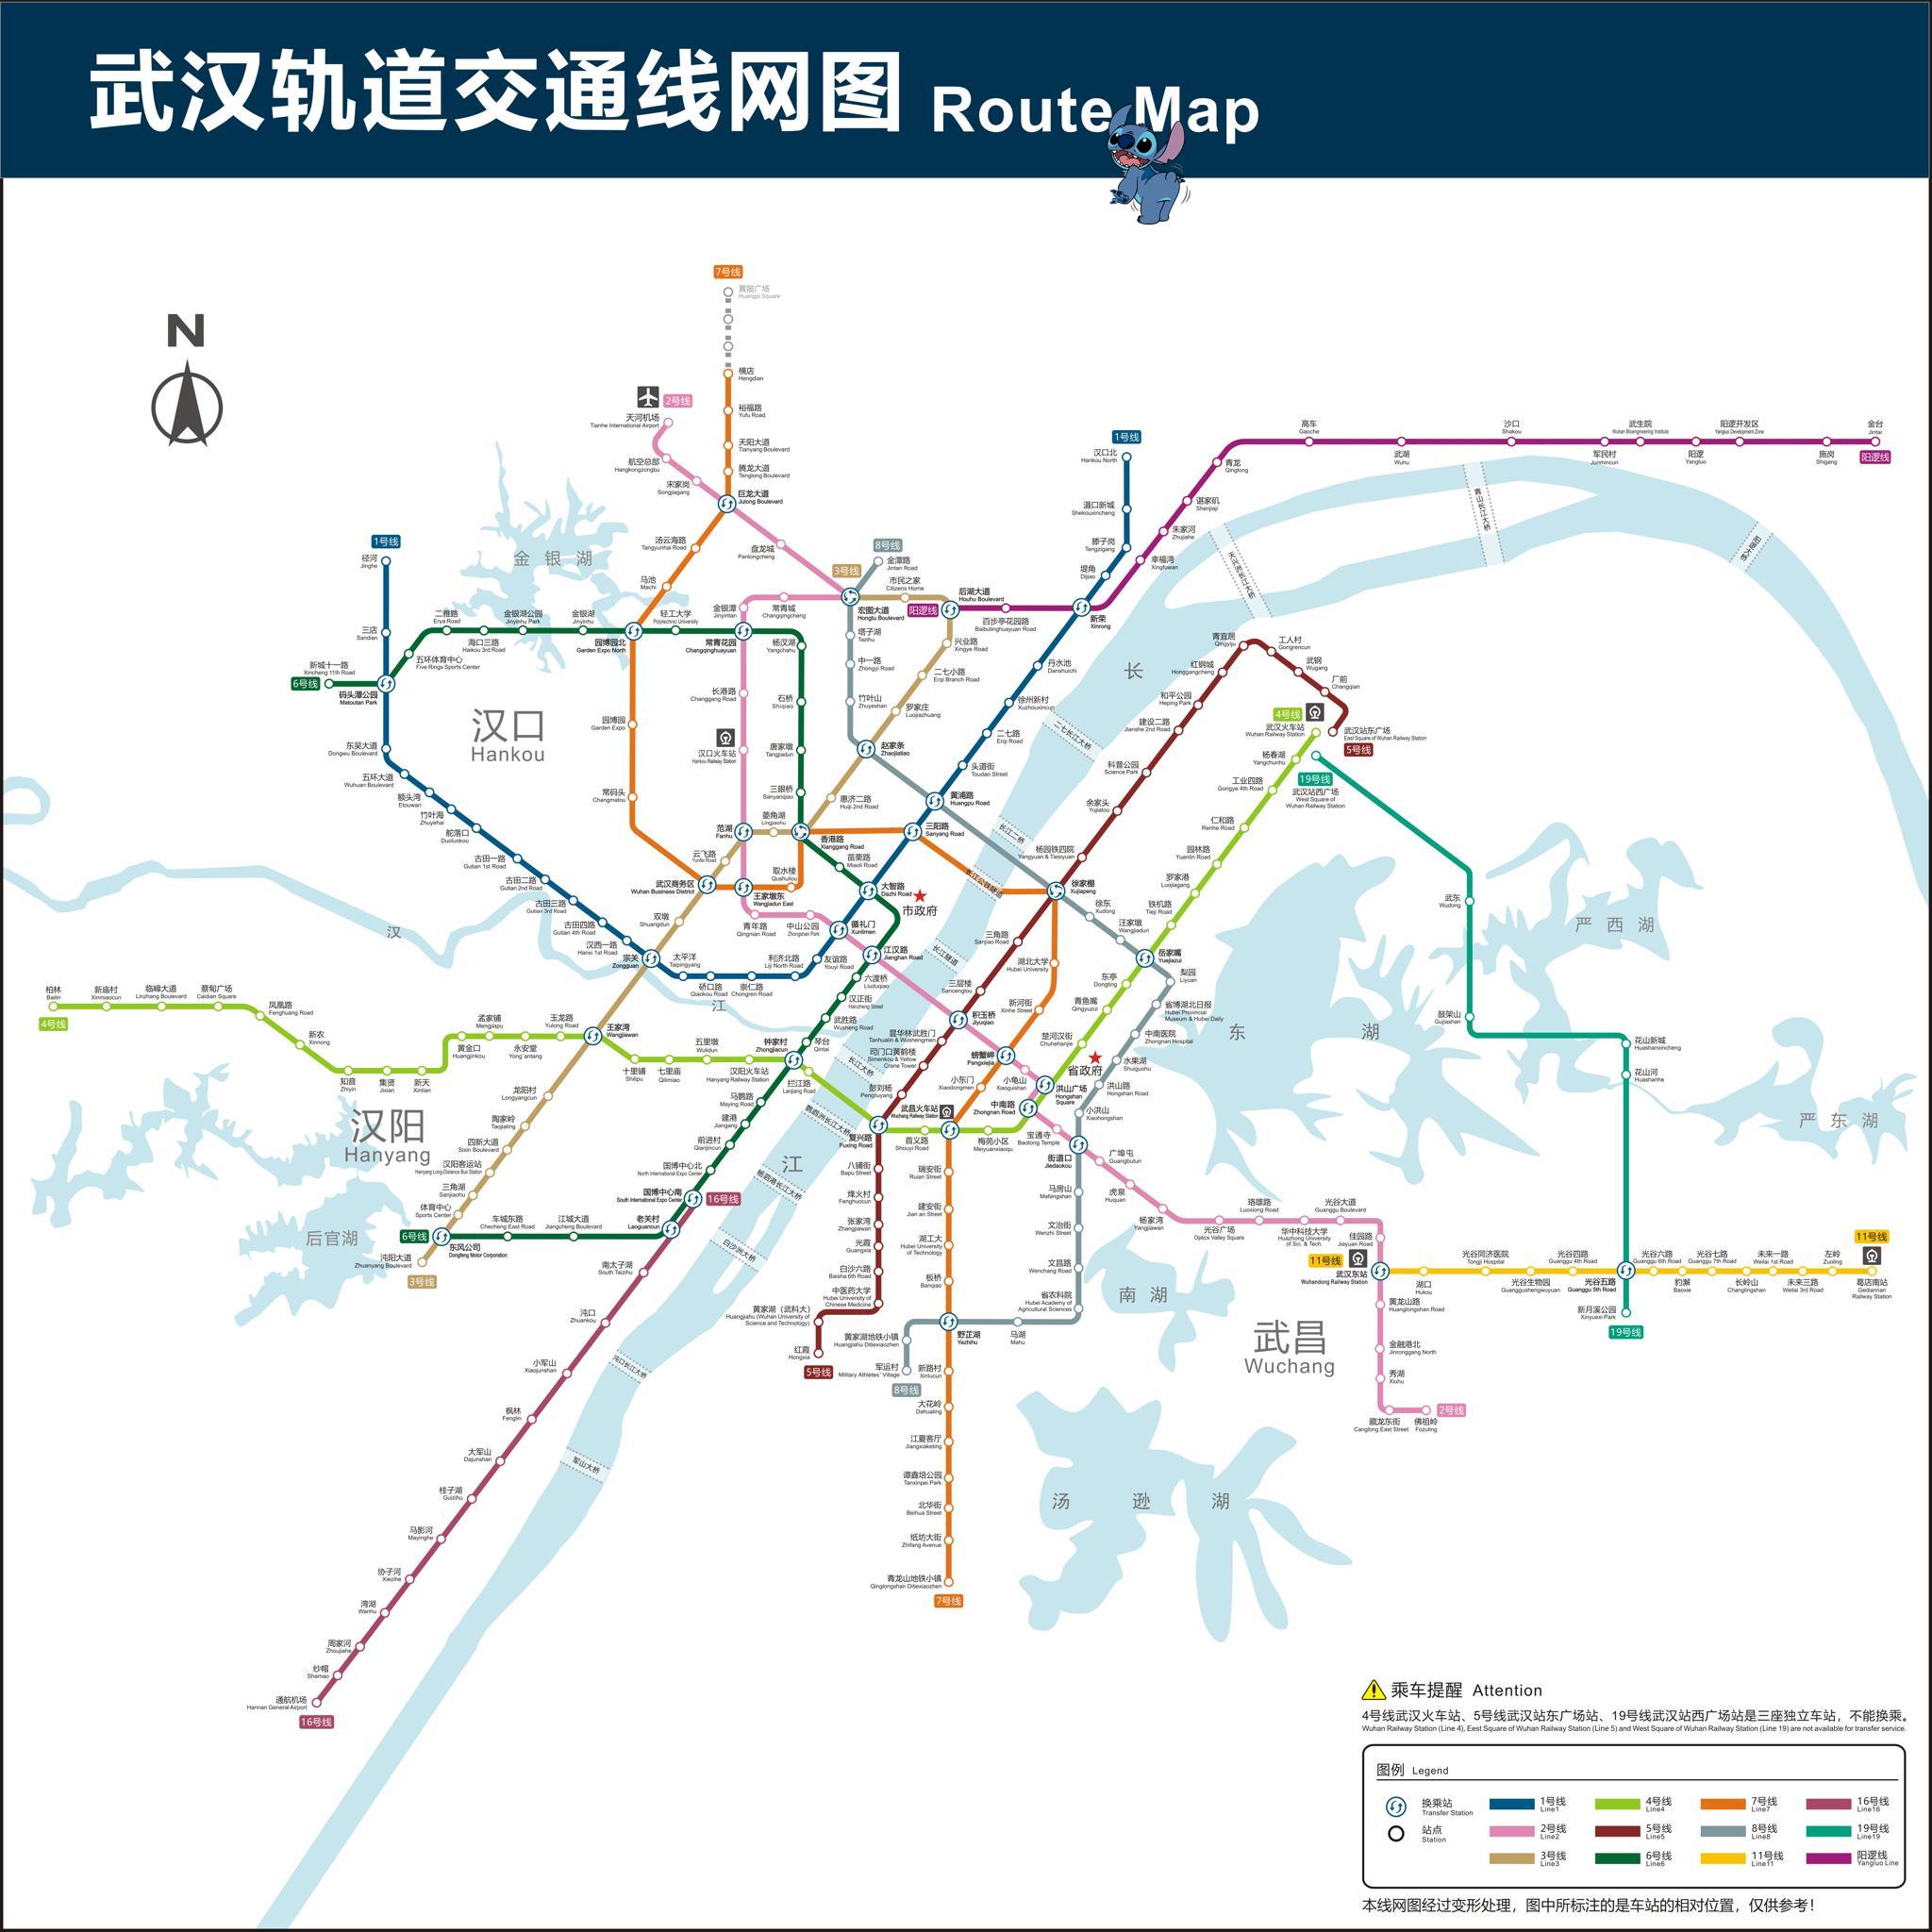 武汉轨道交通线网图 Route Map
N
7号线
黄陂广场
Huangpi Square
横店
Hengdian
裕福路
Yufu Road
天阳大道
Tianyang Boulevard
腾龙大道
Tenglong Boulevard
巨龙大道
Julong Boulevard
2号线
天河机场
Tianhe International Airport
航空总部
Hangkongzongbu
宋家岗
Songjiagang
汤云海路
Tangyunhai Road
盘龙城
Panlongcheng
马池
Machi
金银湖
1号线
径河
Jinghe
三店
Sandian
二雅路
Erya Road
海口三路
Haikou 3rd Road
金银湖公园
Jinyinhu Park
金银湖
Jinyinhu
园博园北
Garden Expo North
轻工大学
Polytechnic University
金银潭
Jinyintan
常青城
Changqingcheng
常青花园
Changqinghuayuan
杨汊湖
Yangchahu
五环体育中心
Five Rings Sports Center
新城十一路
Xincheng 11th Road
6号线
码头潭公园
Matoutan Park
8号线
金潭路
Jintan Road
3号线
市民之家
Citizens Home
宏图大道
Hongtu Boulevard
阳逻线
后湖大道
Houhu Boulevard
百步亭花园路
Baibutinghuayuan Road
新荣
Xinrong
塔子湖
Tazihu
中一路
Zhongyi Road
竹叶山
Zhuyeshan
兴业路
Xingye Road
二七小路
Erqi Branch Road
罗家庄
Luojiazhuang
赵家条
Zhaojiatiao
1号线
汉口北
Hankou North
滠口新城
Shekouxincheng
滕子岗
Tengzigang
堤角
Dijiao
青龙
Qinglong
谌家矶
Shenjiaji
朱家河
Zhujiahe
幸福湾
Xingfuwan
高车
Gaoche
武湖
Wuhu
沙口
Shakou
军民村
Junmincun
武生院
Wuhan Bioengineering Institute
阳逻
Yangluo
阳逻开发区
Yangluo Development Zone
施岗
Shigang
金台
Jintai
阳逻线
青山长江大桥
天兴洲长江大桥
阳逻大桥
丹水池
Danshuichi
徐州新村
Xuzhouxincun
二七路
Erqi Road
头道街
Toudao Street
黄浦路
Huangpu Road
三阳路
Sanyang Road
大智路
Dazhi Road
循礼门
Xunlimen
友谊路
Youyi Road
利济北路
Liji North Road
崇仁路
Chongren Road
硚口路
Qiaokou Road
太平洋
Taipingyang
宗关
Zongguan
汉西一路
Hanxi 1st Road
古田四路
Gutian 4th Road
古田三路
Gutian 3rd Road
古田二路
Gutian 2nd Road
古田一路
Gutian 1st Road
舵落口
Duoluokou
竹叶海
Zhuyehai
额头湾
Etouwan
五环大道
Wuhuan Boulevard
东吴大道
Dongwu Boulevard
汉口
Hankou
园博园
Garden Expo
常码头
Changmatou
长港路
Changgang Road
汉口火车站
Hankou Railway Station
范湖
Fanhu
菱角湖
Lingjiaohu
石桥
Shiqiao
唐家墩
Tangjiadun
三眼桥
Sanyanqiao
香港路
Xianggang Road
惠济二路
Huiji 2nd Road
苗栗路
Maoli Road
云飞路
Yunfei Road
武汉商务区
Wuhan Business District
王家墩东
Wangjiadun East
取水楼
Qushuilou
双墩
Shuangdun
青年路
Qingnian Road
中山公园
Zhongshan Park
市政府
江汉路
Jianghan Road
六渡桥
Liuduqiao
汉正街
Hanzheng Street
武胜路
Wusheng Road
琴台
Qintai
钟家村
Zhongjiacun
拦江路
Lanjiang Road
马鹦路
Maying Road
建港
Jiangang
前进村
Qianjincun
国博中心北
North International Expo Center
国博中心南
South International Expo Center
16号线
老关村
Laoguancun
江城大道
Jiangcheng Boulevard
车城东路
Checheng East Road
6号线
东风公司
Dongfeng Motor Corporation
沌阳大道
Zhuanyang Boulevard
3号线
体育中心
Sports Center
三角湖
Sanjiaohu
汉阳客运站
Hanyang Long Distance Bus Station
四新大道
Sixin Boulevard
陶家岭
Taojialing
龙阳村
Longyangcun
王家湾
Wangjiawan
玉龙路
Yulong Road
永安堂
Yong'antang
孟家铺
Mengjiapu
黄金口
Huangjinkou
新天
Xintian
集贤
Jixian
知音
Zhiyin
新农
Xinnong
凤凰路
Fenghuang Road
蔡甸广场
Caidian Square
临嶂大道
Linzhang Boulevard
新庙村
Xinmiaocun
柏林
Bailin
4号线
十里铺
Shilipu
七里庙
Qilimiao
五里墩
Wulidun
汉阳火车站
Hanyang Railway Station
汉
江
汉阳
Hanyang
后官湖
长
江
二七长江大桥
长江二桥
长江公铁隧道
长江隧道
长江大桥
鹦鹉洲长江大桥
杨泗港长江大桥
白沙洲大桥
沌口长江大桥
军山大桥
青宜居
Qingyiju
工人村
Gongrencun
武钢
Wugang
厂前
Changqian
武汉站东广场
East Square of Wuhan Railway Station
5号线
红钢城
Honggangcheng
和平公园
Heping Park
建设二路
Jianshe 2nd Road
科普公园
Science Park
余家头
Yujiatou
杨园铁四院
Yangyuan & Tiesiyuan
徐家棚
Xujiapeng
三角路
Sanjiao Road
三层楼
Sancenglou
积玉桥
Jiyuqiao
昙华林武胜门
Tanhualin & Wushengmen
司门口黄鹤楼
Simenkou & Yellow
Crane Tower
彭刘杨
Pengliuyang
复兴路
Fuxing Road
4号线
武汉火车站
Wuhan Railway Station
杨春湖
Yangchunhu
工业四路
Gongye 4th Road
仁和路
Renhe Road
园林路
Yuanlin Road
罗家港
Luojiagang
铁机路
Tieji Road
岳家嘴
Yuejiazui
东亭
Dongting
青鱼嘴
Qingyuzui
楚河汉街
Chuhehanjie
洪山广场
Hongshan
Square
中南路
Zhongnan Road
梅苑小区
Meiyuanxiaoqu
武昌火车站
Wuchang Railway Station
首义路
Shouyi Road
19号线
武汉站西广场
West Square of
Wuhan Railway Station
武东
Wudong
鼓架山
Gujiashan
花山新城
Huashanxincheng
花山河
Huashanhe
严西湖
严东湖
徐东
Xudong
汪家墩
Wangjiadun
梨园
Liyuan
省博湖北日报
Hubei Provincial
Museum & Hubei Daily
中南医院
Zhongnan Hospital
水果湖
Shuiguohu
洪山路
Hongshan Road
小洪山
Xiaohongshan
省政府
东湖
湖北大学
Hubei University
新河街
Xinhe Street
螃蟹岬
Pangxiejia
小龟山
Xiaoguishan
小东门
Xiaodongmen
宝通寺
Baotong Temple
街道口
Jiedaokou
广埠屯
Guangbutun
虎泉
Huquan
杨家湾
Yangjiawan
光谷广场
Optics Valley Square
珞雄路
Luoxiong Road
华中科技大学
Huazhong University
of Sci. & Tech.
光谷大道
Guanggu Boulevard
佳园路
Jiayuan Road
11号线
武汉东站
Wuhandong Railway Station
湖口
Hukou
光谷同济医院
Tongji Hospital
光谷生物园
Guanggushengwuyuan
光谷四路
Guanggu 4th Road
光谷五路
Guanggu 5th Road
光谷六路
Guanggu 6th Road
豹澥
Baoxie
光谷七路
Guanggu 7th Road
长岭山
Changlingshan
未来一路
Weilai 1st Road
未来三路
Weilai 3rd Road
左岭
Zuoling
葛店南站
Gediannan
Railway Station
11号线
新月溪公园
Xinyuexi Park
19号线
黄龙山路
Huanglongshan Road
金融港北
Jinronggang North
秀湖
Xiuhu
藏龙东街
Canglong East Street
佛祖岭
Fozuling
2号线
武昌
Wuchang
南湖
汤逊湖
马房山
Mafangshan
文治街
Wenzhi Street
文昌路
Wenchang Road
省农科院
Hubei Academy of
Agricultural Sciences
马湖
Mahu
野芷湖
Yezhihu
黄家湖地铁小镇
Huangjiahu Ditiexiaozhen
军运村
Military Athletes' Village
8号线
八铺街
Bapu Street
烽火村
Fenghuocun
张家湾
Zhangjiawan
光霞
Guangxia
白沙六路
Baisha 6th Road
中医药大学
Hubei University of
Chinese Medicine
黄家湖（武科大）
Huangjiahu (Wuhan University of
Science and Technology)
红霞
Hongxia
5号线
瑞安街
Ruian Street
建安街
Jian an Street
湖工大
Hubei University of
Technology
板桥
Banqiao
新路村
Xinlucun
大花岭
Dahualing
江夏客厅
Jiangxiaketing
谭鑫培公园
Tanxinpei Park
北华街
Beihua Street
纸坊大街
Zhifang Avenue
青龙山地铁小镇
Qinglongshan Ditiexiaozhen
7号线
南太子湖
South Taizihu
沌口
Zhuankou
小军山
Xiaojunshan
枫林
Fenglin
大军山
Dajunshan
桂子湖
Guizihu
马影河
Mayinghe
协子河
Xiezihe
湾湖
Wanhu
周家河
Zhoujiahe
纱帽
Shamao
通航机场
Hannan General Airport
16号线
乘车提醒 Attention
4号线武汉火车站、5号线武汉站东广场站、19号线武汉站西广场站是三座独立车站，不能换乘。
Wuhan Railway Station (Line 4), Eest Square of Wuhan Railway Station (Line 5) and West Square of Wuhan Railway Station (Line 19) are not available for transfer service.
图例 Legend
换乘站
Transfer Station
站点
Station
1号线
Line1
2号线
Line2
3号线
Line3
4号线
Line4
5号线
Line5
6号线
Line6
7号线
Line7
8号线
Line8
11号线
Line11
16号线
Line16
19号线
Line19
阳逻线
Yangluo Line
本线网图经过变形处理，图中所标注的是车站的相对位置，仅供参考！